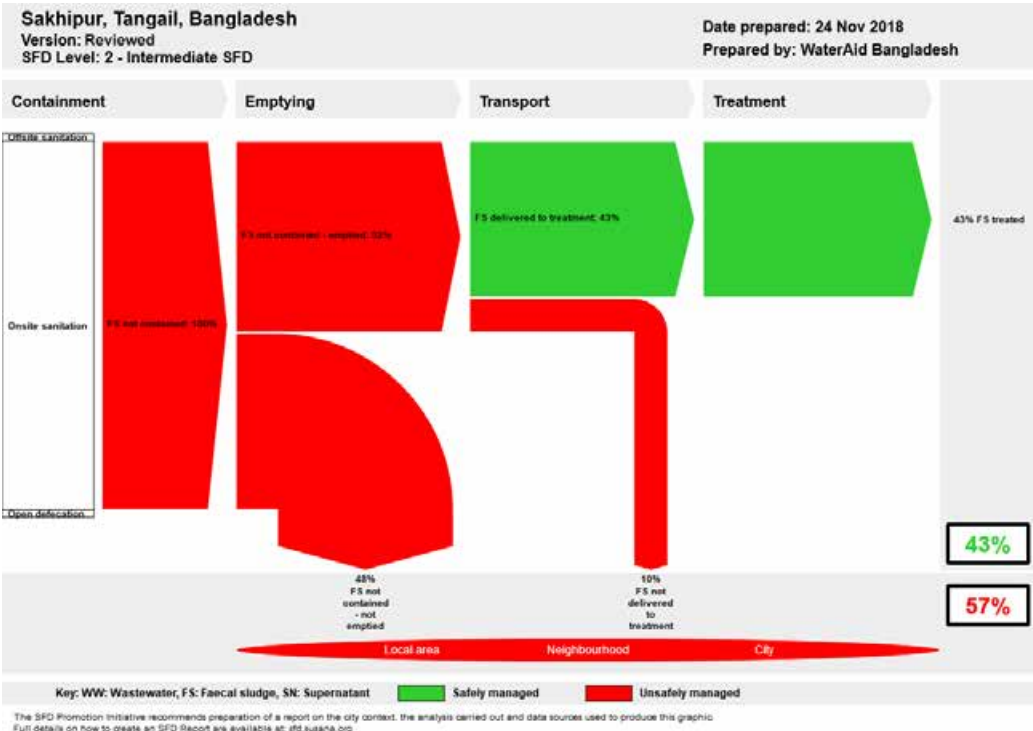 Sakhipur, Tangail, Bangladesh
Version: Reviewed
SFD Level: 2 - Intermediate SFD
Date prepared: 24 Nov 2018
Prepared by: WaterAid Bangladesh
Containment
Emptying
Transport
Treatment
Offsite sanitation
FS delivered to treatment: 43%
43% FS treated
FS not contained - emptied: 52%
Onsite sanitation
FS not contained: 100%
Open defecation
43%
48%
FS not
contained
- not
emptied
10%
FS not
delivered
to
treatment
57%
Local area
Neighbourhood
City
Key: WW: Wastewater, FS: Faecal sludge, SN: Supernatant
Safely managed
Unsafely managed
The SFD Promotion Initiative recommends preparation of a report on the city context, the analysis carried out and data sources used to produce this graphic.
Full details on how to create an SFD Report are available at: sfd.susana.org